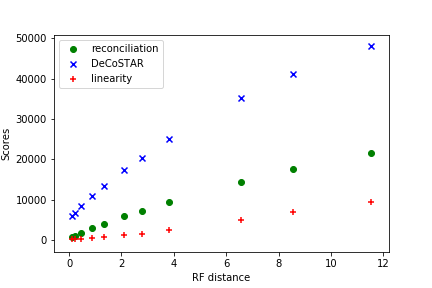 50000
40000
30000
20000
10000
0
Scores
reconciliation
DeCoSTAR
linearity
0 2 4 6 8 10 12
RF distance